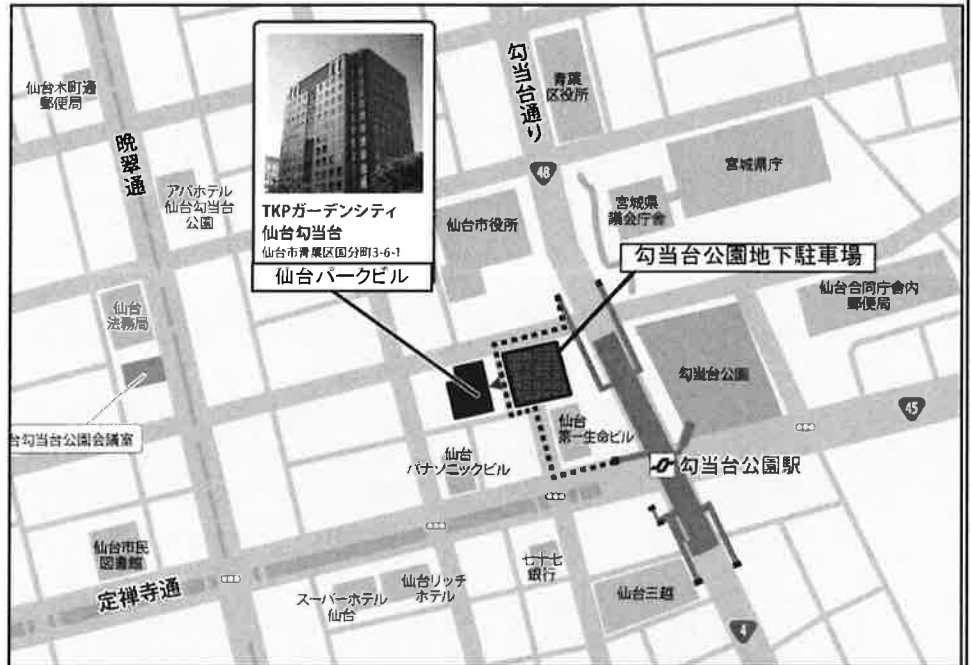 仙台木町通
郵便局
晩翠通
アパホテル
仙台勾当台
公園
TKPガーデンシティ
仙台勾当台
仙台市青葉区国分町3-6-1
仙台パークビル
勾当台通り
青葉
区役所
48
宮城県庁
宮城県
議会庁舎
仙台市役所
勾当台公園地下駐車場
仙台合同庁舎内
郵便局
仙台
法務局
勾当台公園
45
台勾当台公園会議室
仙台
第一生命ビル
仙台
パナソニックビル
勾当台公園駅
仙台市民
図書館
定禅寺通
スーパーホテル
仙台
仙台リッチ
ホテル
七十七
銀行
仙台三越
4